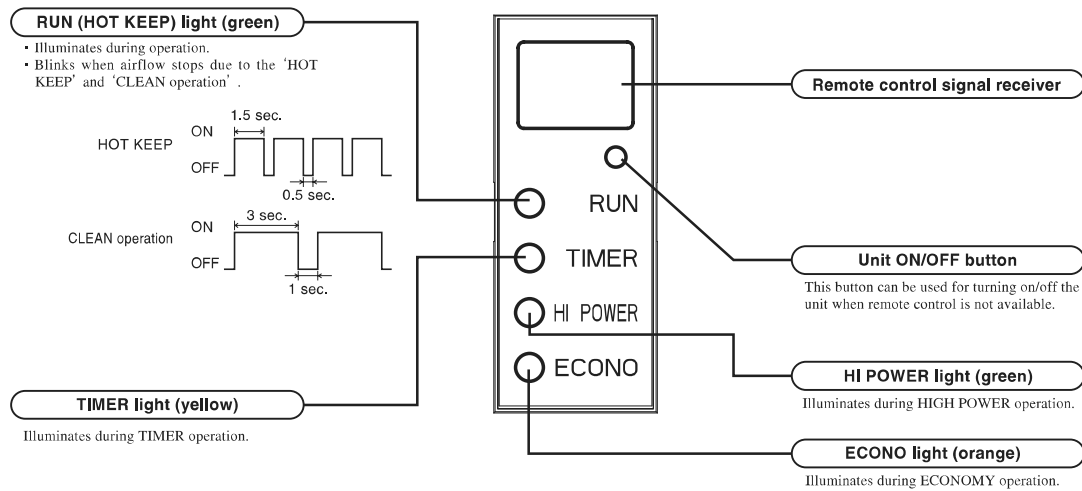 RUN (HOT KEEP) light (green)
• Illuminates during operation.
• Blinks when airflow stops due to the ‘HOT
KEEP’ and ‘CLEAN operation’ .
HOT KEEP
ON
OFF
1.5 sec.
0.5 sec.
CLEAN operation
ON
OFF
3 sec.
1 sec.
TIMER light (yellow)
Illuminates during TIMER operation.
RUN
TIMER
HI POWER
ECONO
Remote control signal receiver
Unit ON/OFF button
This button can be used for turning on/off the
unit when remote control is not available.
HI POWER light (green)
Illuminates during HIGH POWER operation.
ECONO light (orange)
Illuminates during ECONOMY operation.